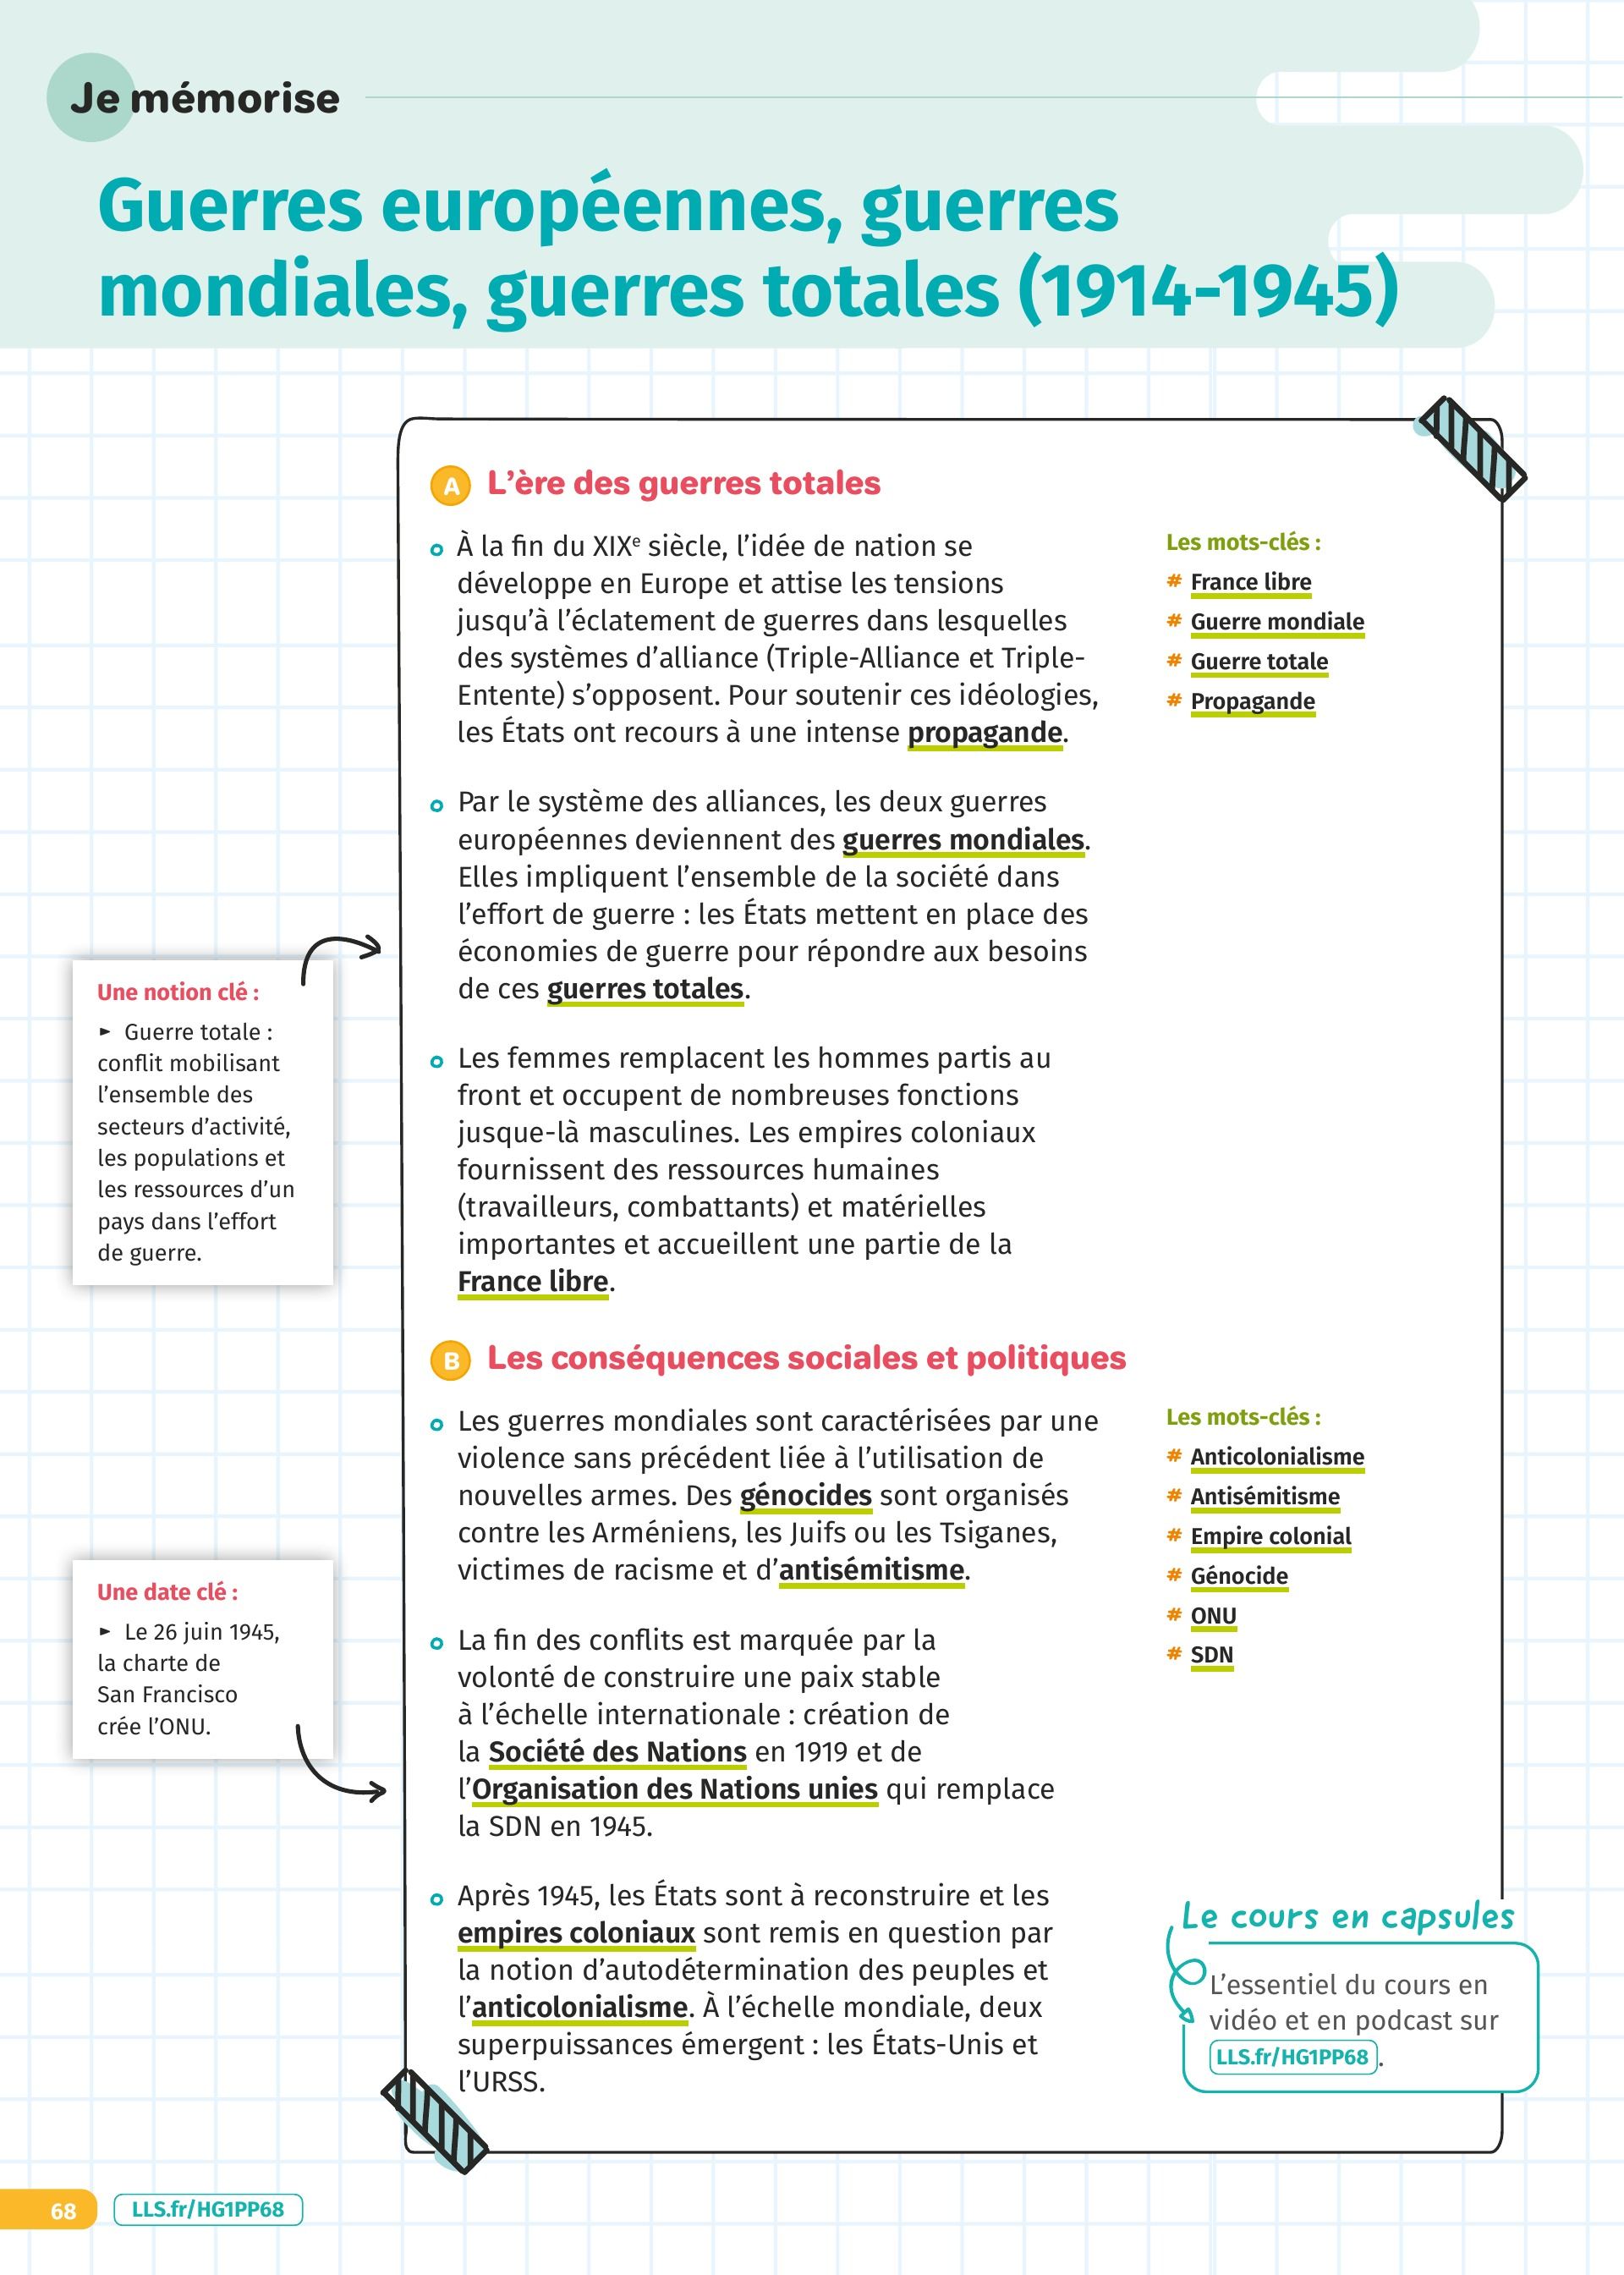 Je mémorise
Guerres européennes, guerres
mondiales, guerres totales (1914-1945)
A L’ère des guerres totales
À la fin du XIXe siècle, l’idée de nation se
développe en Europe et attise les tensions
jusqu’à l’éclatement de guerres dans lesquelles
des systèmes d’alliance (Triple-Alliance et Triple-
Entente) s’opposent. Pour soutenir ces idéologies,
les États ont recours à une intense propagande.
Les mots-clés :
# France libre
# Guerre mondiale
# Guerre totale
# Propagande
Par le système des alliances, les deux guerres
européennes deviennent des guerres mondiales.
Elles impliquent l’ensemble de la société dans
l’effort de guerre : les États mettent en place des
économies de guerre pour répondre aux besoins
de ces guerres totales.
Une notion clé :
► Guerre totale :
conflit mobilisant
l’ensemble des
secteurs d’activité,
les populations et
les ressources d’un
pays dans l’effort
de guerre.
Les femmes remplacent les hommes partis au
front et occupent de nombreuses fonctions
jusque-là masculines. Les empires coloniaux
fournissent des ressources humaines
(travailleurs, combattants) et matérielles
importantes et accueillent une partie de la
France libre.
B Les conséquences sociales et politiques
Les guerres mondiales sont caractérisées par une
violence sans précédent liée à l’utilisation de
nouvelles armes. Des génocides sont organisés
contre les Arméniens, les Juifs ou les Tsiganes,
victimes de racisme et d’antisémitisme.
Les mots-clés :
# Anticolonialisme
# Antisémitisme
# Empire colonial
# Génocide
# ONU
# SDN
Une date clé :
► Le 26 juin 1945,
la charte de
San Francisco
crée l’ONU.
La fin des conflits est marquée par la
volonté de construire une paix stable
à l’échelle internationale : création de
la Société des Nations en 1919 et de
l’Organisation des Nations unies qui remplace
la SDN en 1945.
Après 1945, les États sont à reconstruire et les
empires coloniaux sont remis en question par
la notion d’autodétermination des peuples et
l’anticolonialisme. À l’échelle mondiale, deux
superpuissances émergent : les États-Unis et
l’URSS.
Le cours en capsules
L’essentiel du cours en
vidéo et en podcast sur
LLS.fr/HG1PP68 .
68 LLS.fr/HG1PP68